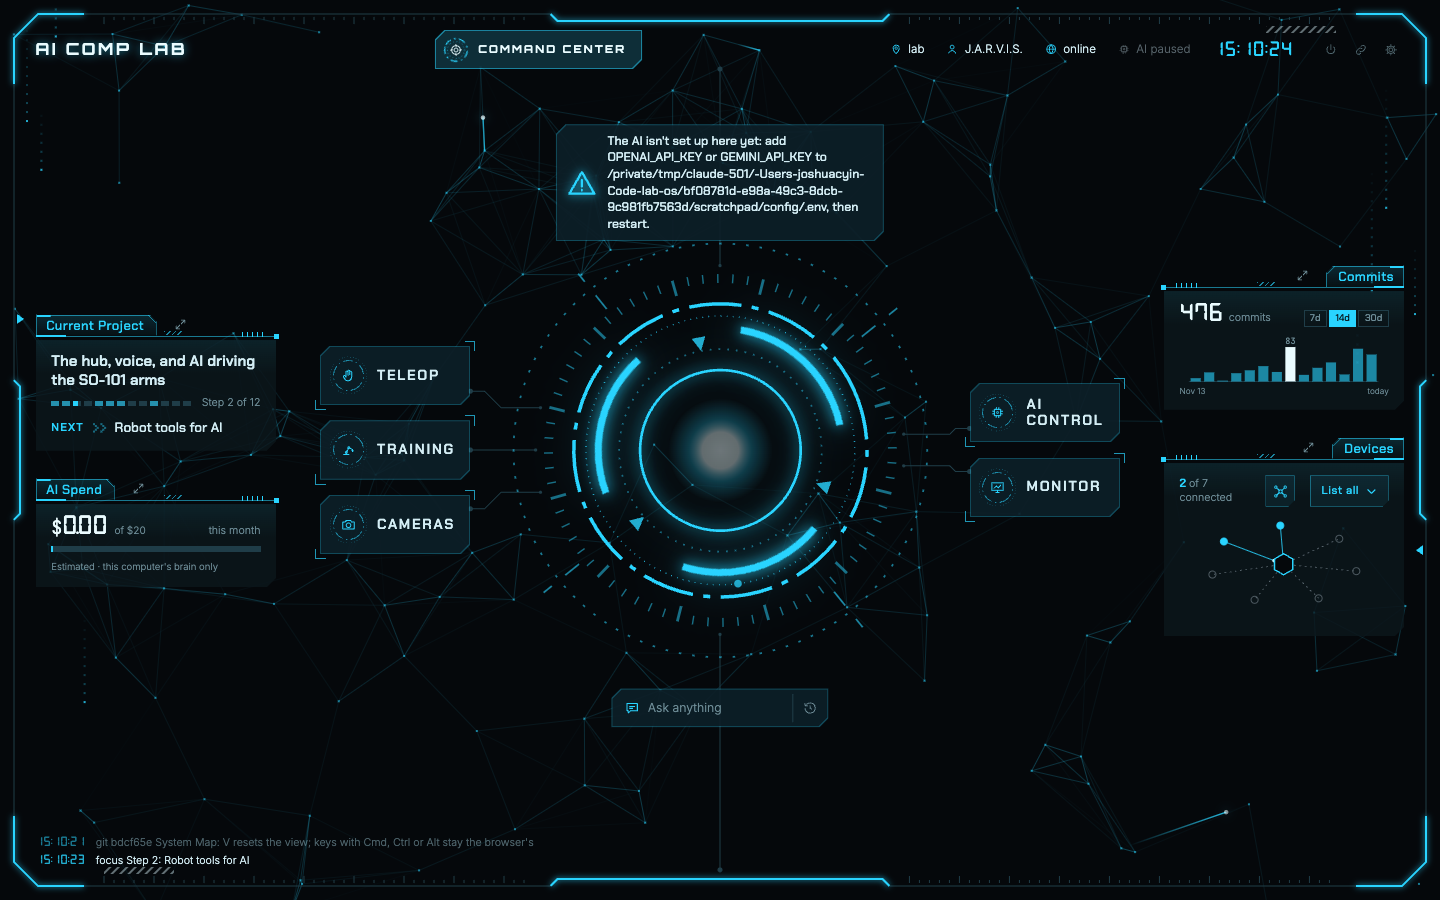 AI COMP LAB
COMMAND CENTER
lab
J.A.R.V.I.S.
online
AI paused
15:10:24
The AI isn't set up here yet: add
OPENAI_API_KEY or GEMINI_API_KEY to
/private/tmp/claude-501/-Users-joshuacyin-
Code-lab-os/bf08781d-e98a-49c3-8dcb-
9c981fb7563d/scratchpad/config/.env, then
restart.
Current Project
The hub, voice, and AI driving
the SO-101 arms
Step 2 of 12
NEXT
Robot tools for AI
AI Spend
$0.00 of $20
this month
Estimated · this computer's brain only
TELEOP
TRAINING
CAMERAS
AI
CONTROL
MONITOR
Commits
476 commits
7d
14d
30d
83
Nov 13
today
Devices
2 of 7
connected
List all
Ask anything
15:10:21 git bdcf65e System Map: V resets the view; keys with Cmd, Ctrl or Alt stay the browser's
15:10:23 focus Step 2: Robot tools for AI